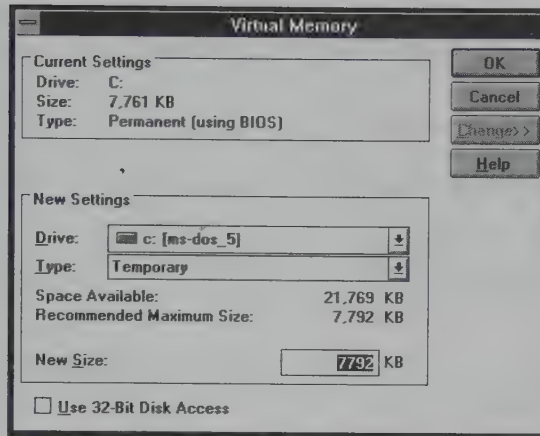 Virtual Memory
Current Settings
Drive: C:
Size: 7,761 KB
Type: Permanent (using BIOS)
OK
Cancel
Change>>
Help
New Settings
Drive: c: [ms-dos_5]
Type: Temporary
Space Available: 21,769 KB
Recommended Maximum Size: 7,792 KB
New Size: 7792 KB
Use 32-Bit Disk Access